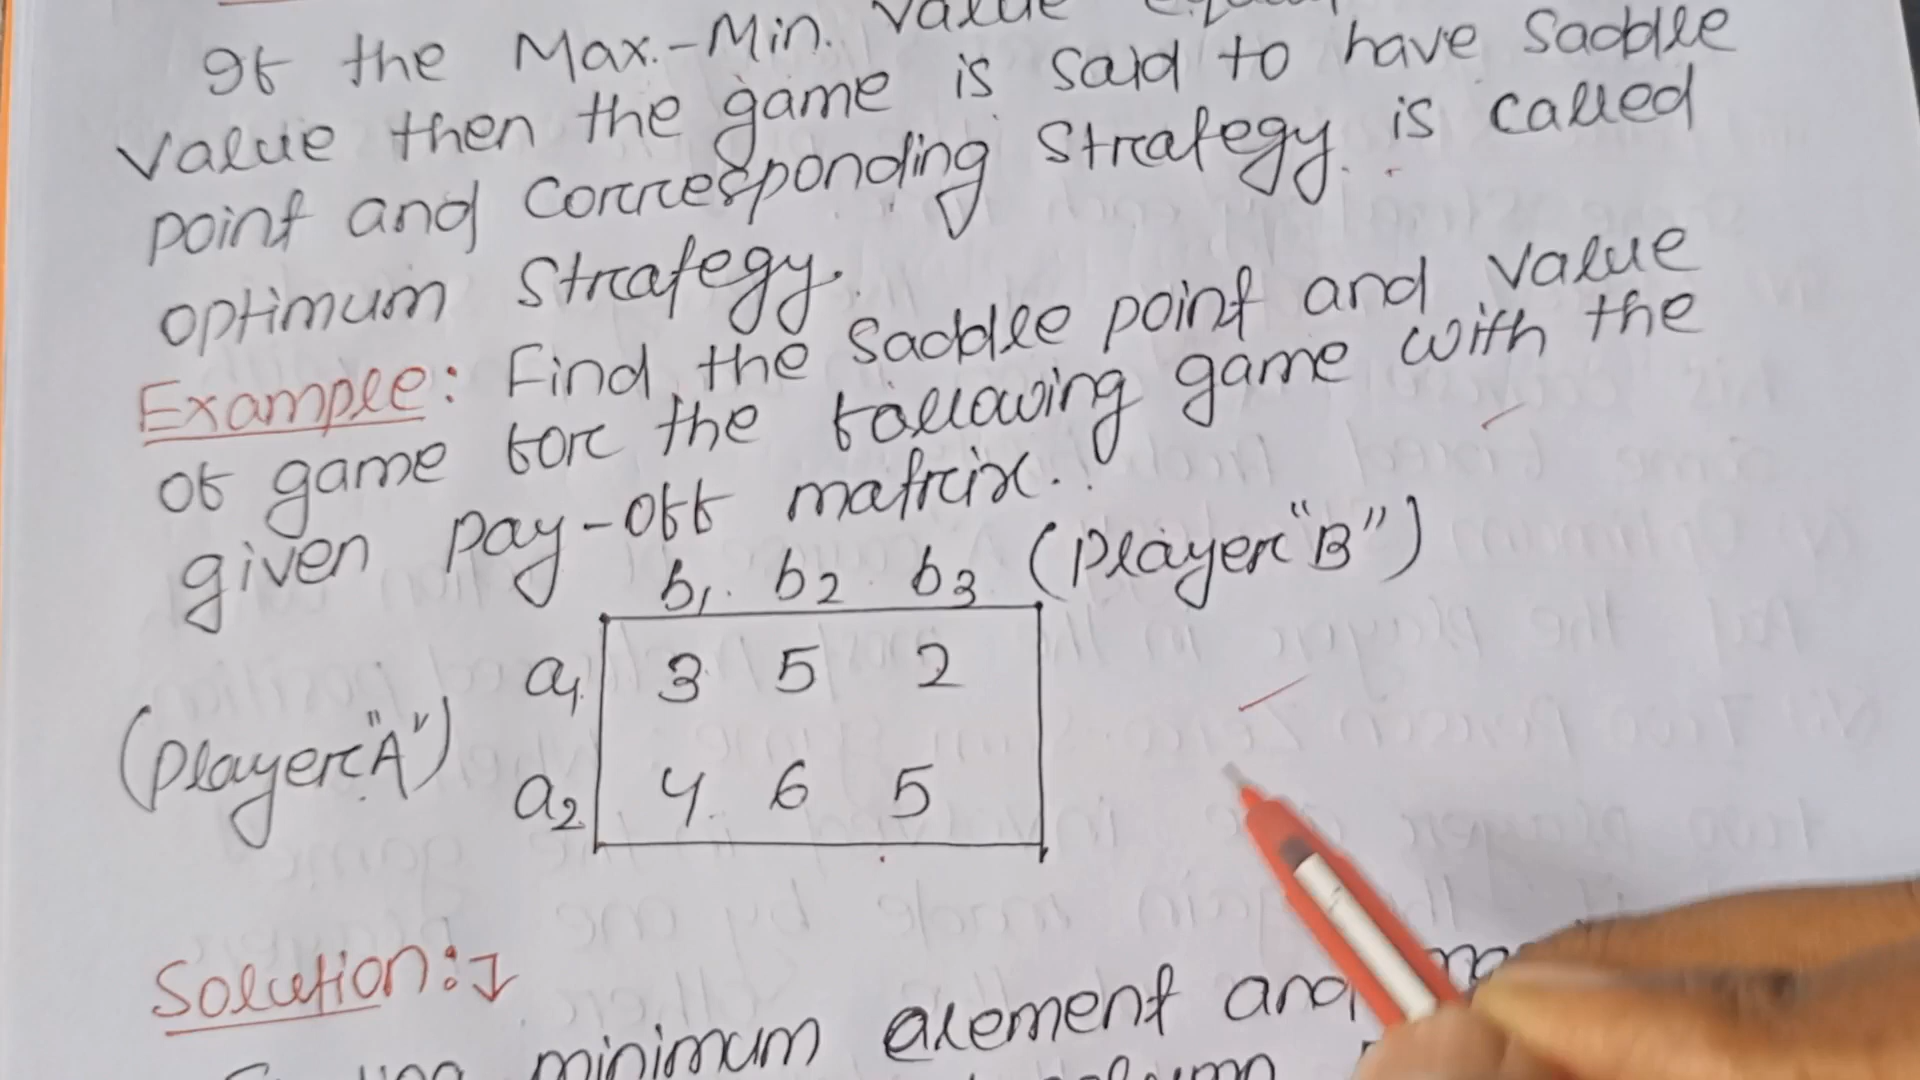 If the Max.-Min. value
Value then the game is said to have saddle
point and corresponding strategy is called
optimum strategy.
Example: Find the saddle point and value
of game for the following game with the
given pay-off matrix.
b1 b2 b3 (player "B")
a1 3 5 2
(player "A")
a2 4 6 5
Solution:-
minimum element and